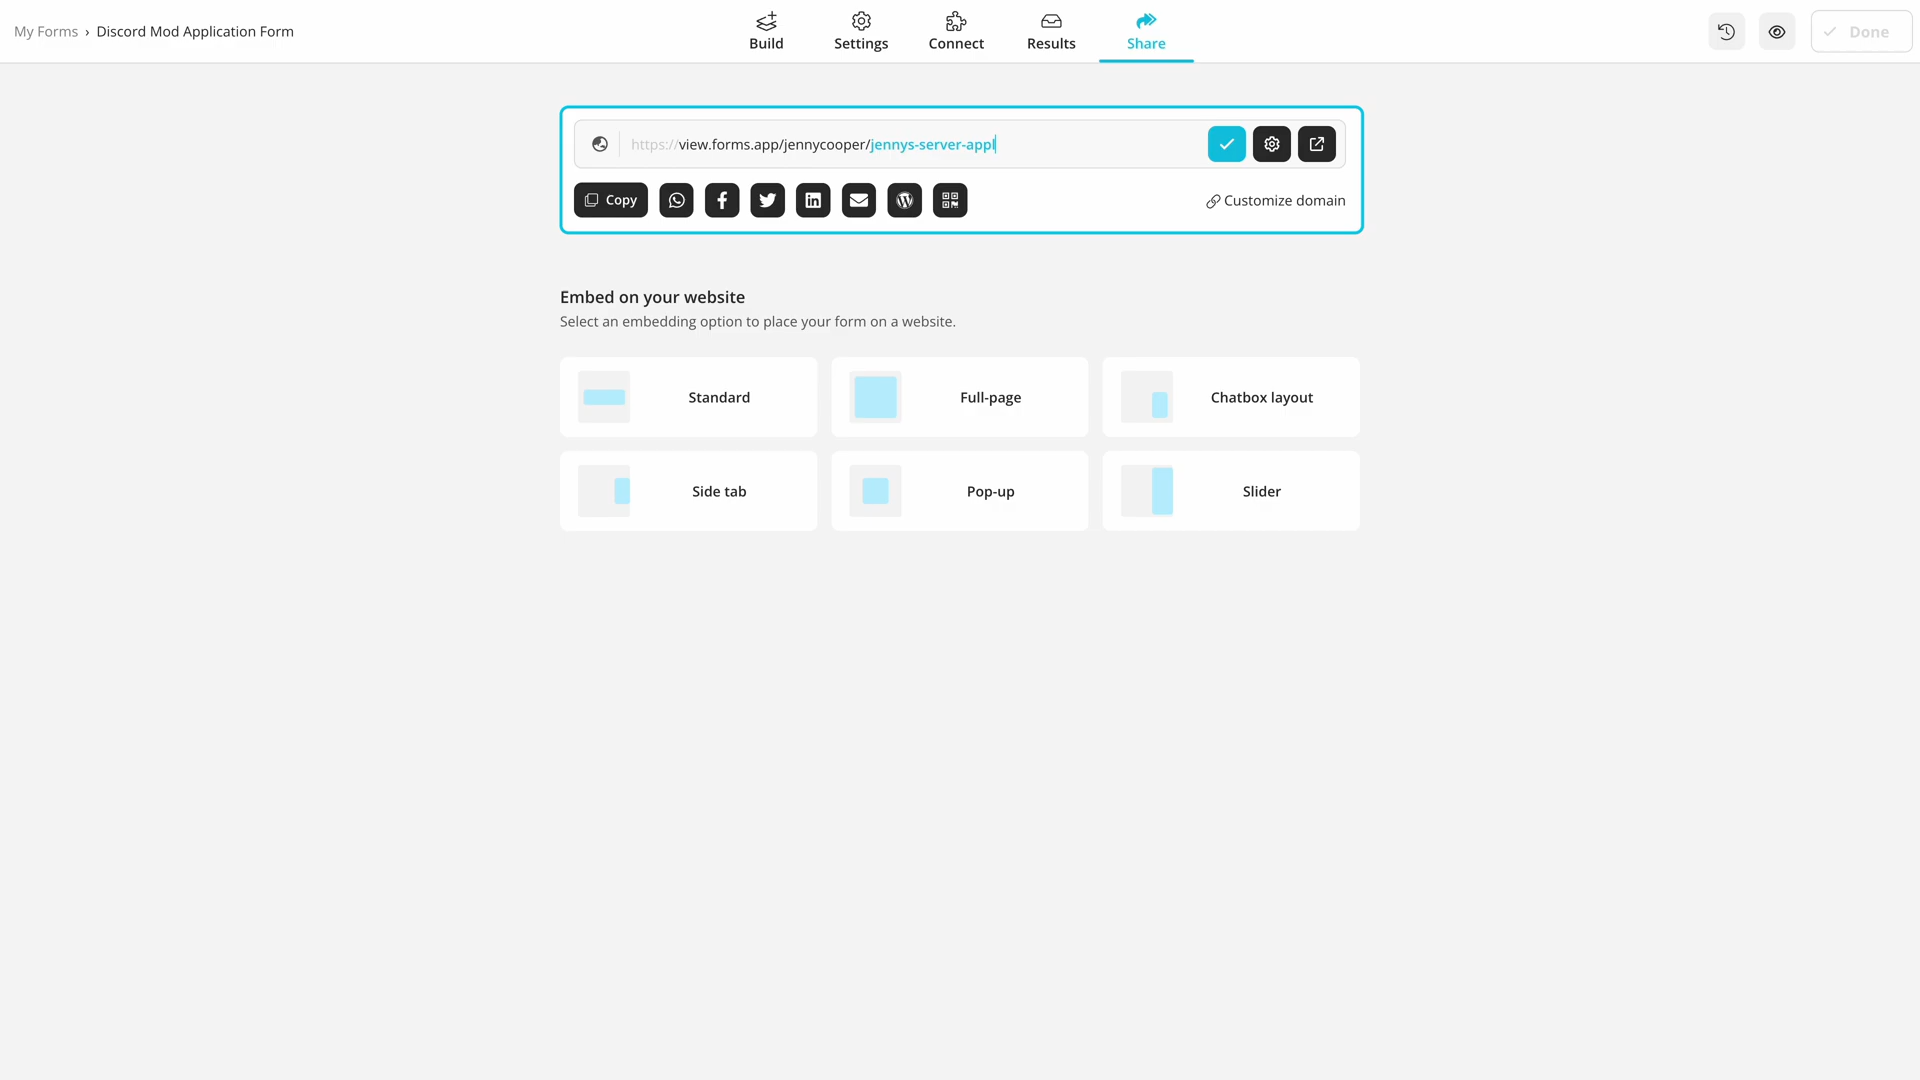 My Forms › Discord Mod Application Form
Build
Settings
Connect
Results
Share
Done
https://view.forms.app/jennycooper/jennys-server-appl
Copy
Customize domain
Embed on your website
Select an embedding option to place your form on a website.
Standard
Full-page
Chatbox layout
Side tab
Pop-up
Slider